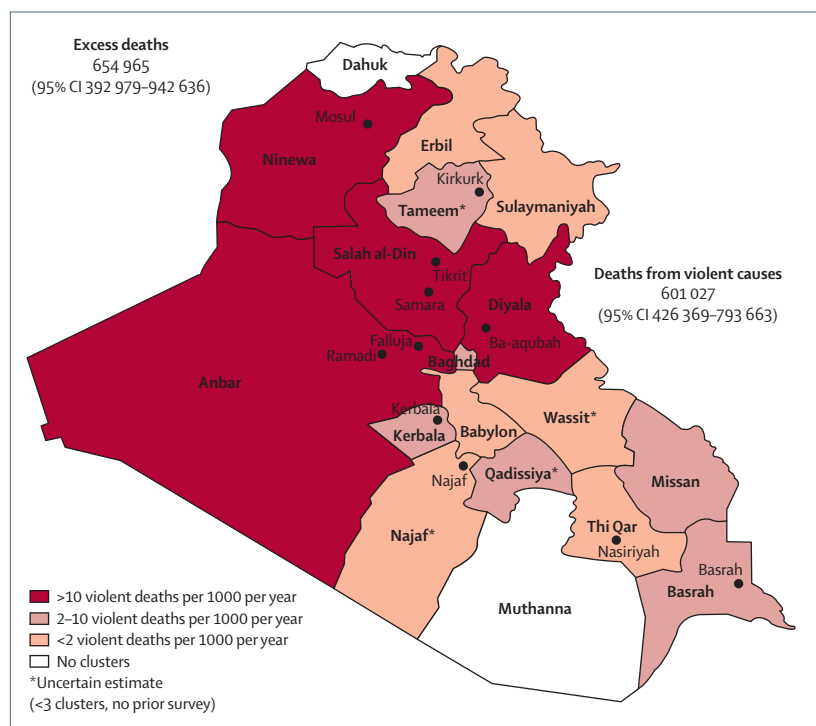 Excess deaths
654 965
(95% CI 392 979–942 636)
Dahuk
Mosul
Ninewa
Erbil
Kirkurk
Tameem*
Sulaymaniyah
Salah al-Din
Tikrit
Samara
Deaths from violent causes
601 027
(95% CI 426 369–793 663)
Diyala
Ba-aqubah
Falluja
Ramadi
Baghdad
Anbar
Kerbala
Kerbala
Babylon
Wassit*
Najaf
Qadissiya*
Missan
Najaf*
Thi Qar
Nasiriyah
Basrah
Basrah
Muthanna
>10 violent deaths per 1000 per year
2–10 violent deaths per 1000 per year
<2 violent deaths per 1000 per year
No clusters
*Uncertain estimate
(<3 clusters, no prior survey)